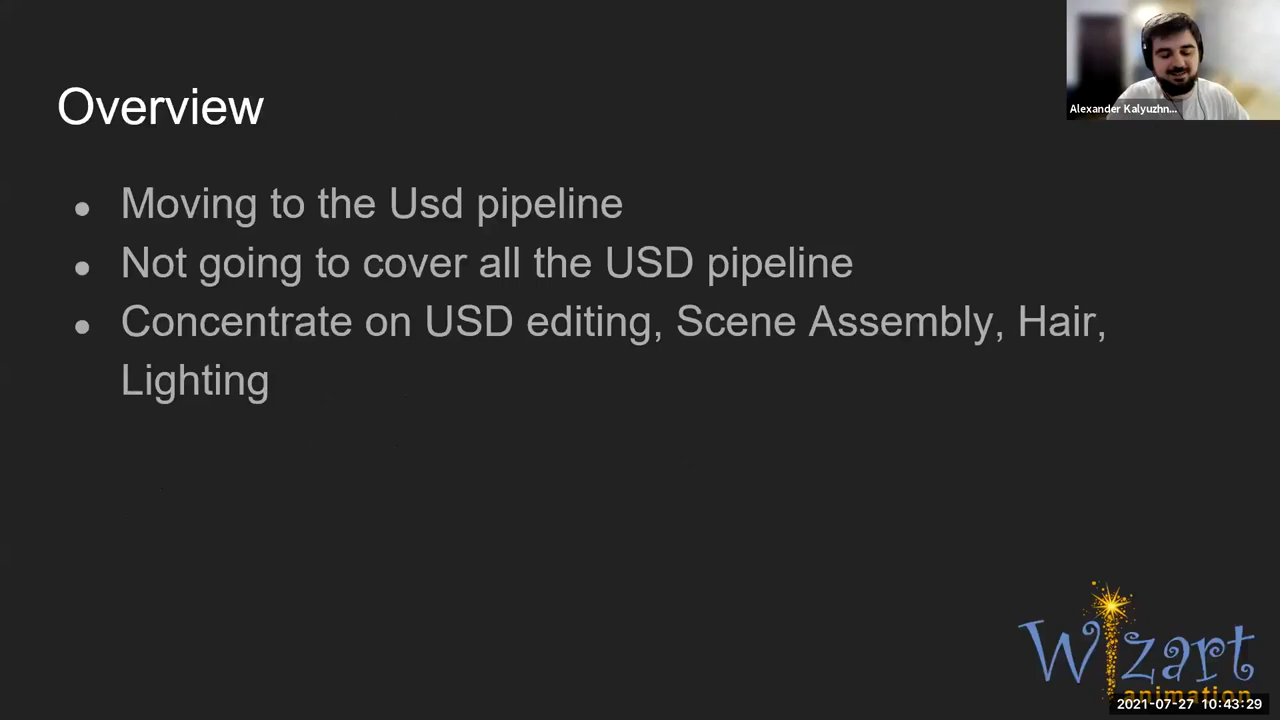 Overview
Alexander Kalyuzhn...
● Moving to the Usd pipeline
● Not going to cover all the USD pipeline
● Concentrate on USD editing, Scene Assembly, Hair,
Lighting
Wizart
animation
2021-07-27 10:43:29